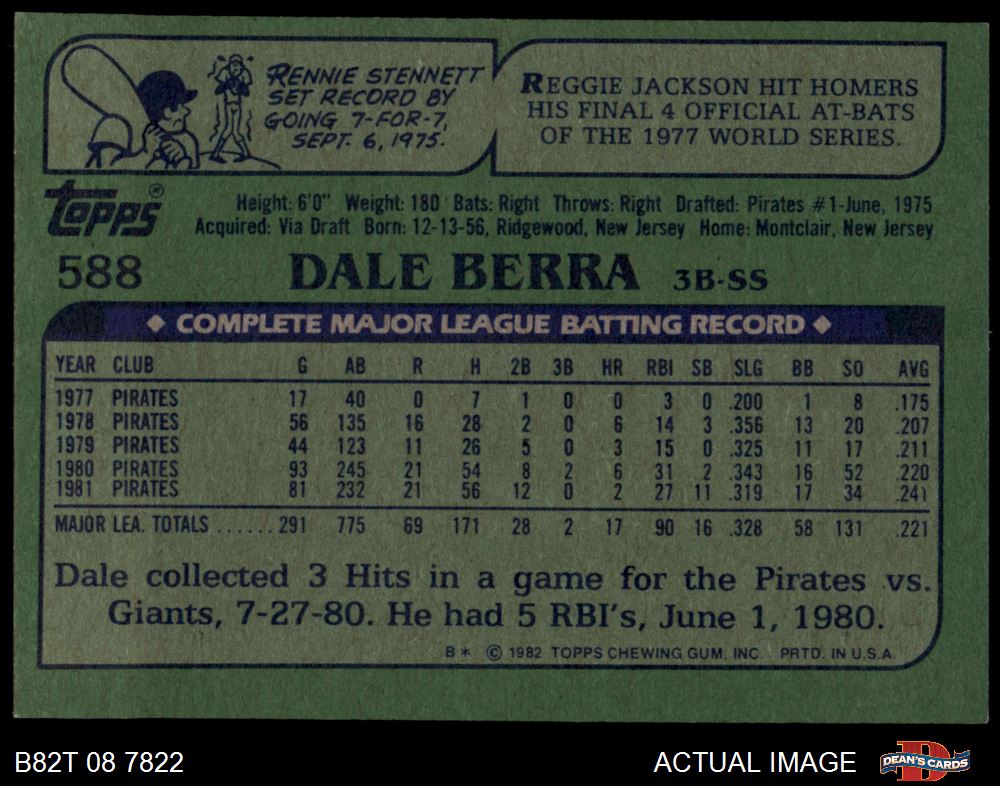 RENNIE STENNETT
SET RECORD BY
GOING 7-FOR-7,
SEPT. 6, 1975.
REGGIE JACKSON HIT HOMERS
HIS FINAL 4 OFFICIAL AT-BATS
OF THE 1977 WORLD SERIES.
Topps®
Height: 6'0" Weight: 180 Bats: Right Throws: Right Drafted: Pirates #1-June, 1975
Acquired: Via Draft Born: 12-13-56, Ridgewood, New Jersey Home: Montclair, New Jersey
588 DALE BERRA 3B-SS
◆ COMPLETE MAJOR LEAGUE BATTING RECORD ◆
YEAR CLUB G AB R H 2B 3B HR RBI SB SLG BB SO AVG
1977 PIRATES 17 40 0 7 1 0 0 3 0 .200 1 8 .175
1978 PIRATES 56 135 16 28 2 0 6 14 3 .356 13 20 .207
1979 PIRATES 44 123 11 26 5 0 3 15 0 .325 11 17 .211
1980 PIRATES 93 245 21 54 8 2 6 31 2 .343 16 52 .220
1981 PIRATES 81 232 21 56 12 0 2 27 11 .319 17 34 .241
MAJOR LEA. TOTALS ...... 291 775 69 171 28 2 17 90 16 .328 58 131 .221
Dale collected 3 Hits in a game for the Pirates vs.
Giants, 7-27-80. He had 5 RBI's, June 1, 1980.
B* © 1982 TOPPS CHEWING GUM, INC. PRTD. IN U.S.A.
B82T 08 7822 ACTUAL IMAGE DEAN'S CARDS